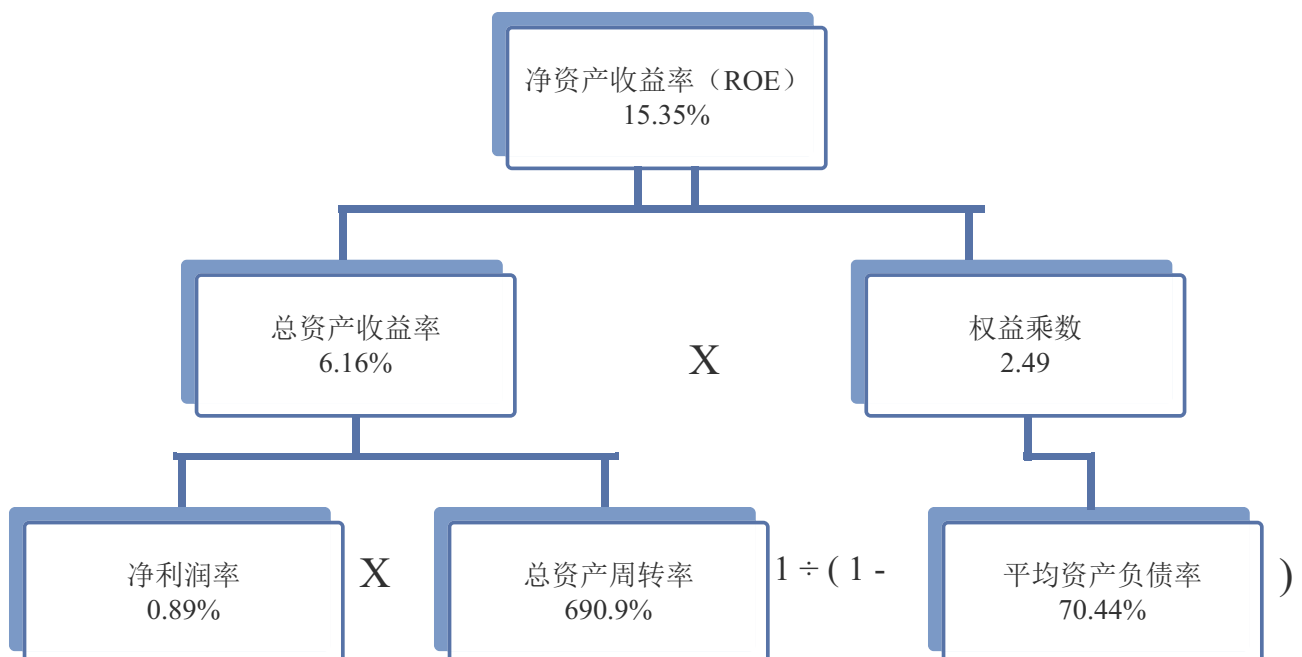 净资产收益率（ROE）
15.35%
总资产收益率
6.16%
X
权益乘数
2.49
净利润率
0.89%
X
总资产周转率
690.9%
1 ÷ ( 1 -
平均资产负债率
70.44%
)